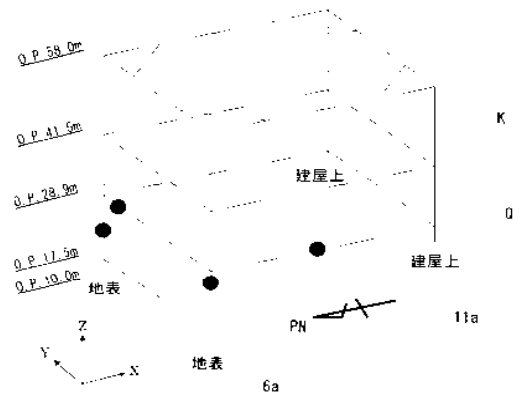 O.P.58.0m
O.P.41.5m
K
建屋上
O.P.28.9m
Q
建屋上
O.P.17.5m
O.P.10.0m
地表
PN
11a
Z
Y
X
地表
6a